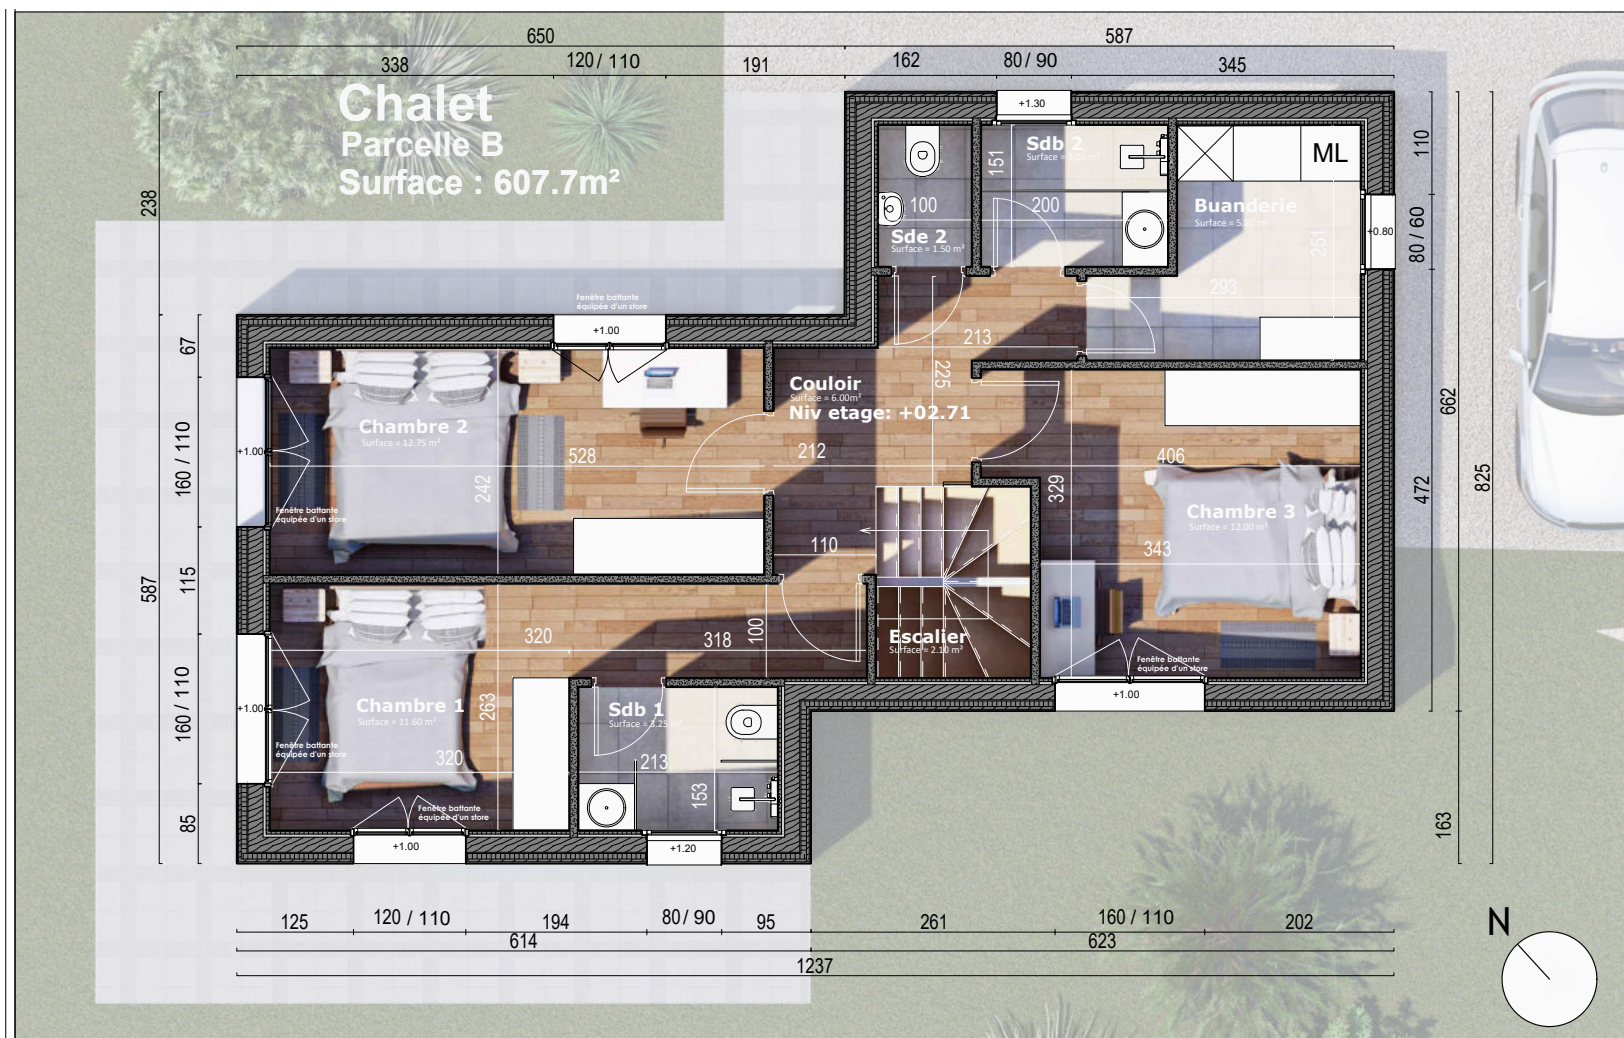 650
587
338
120 / 110
191
162
80 / 90
345
Chalet
Parcelle B
Surface : 607.7m²
+1.30
Sdb 2
151
ML
110
238
100
200
Buanderie
Sde 2
Surface = 1.50 m²
251
+0.80
80 / 60
293
Fenêtre battante
équipée d'un store
+1.00
213
67
225
Couloir
Surface = 6.00m²
Niv etage: +02.71
662
Chambre 2
Surface = 12.75 m²
160 / 110
+1.00
528
212
406
242
329
472
825
Fenêtre battante
équipée d'un store
Chambre 3
Surface = 12.00 m²
110
343
115
587
320
318
100
Escalier
Surface = 2.10 m²
Fenêtre battante
équipée d'un store
+1.00
160 / 110
+1.00
Chambre 1
Surface = 11.60 m²
263
Sdb 1
Surface = 3.25 m²
Fenêtre battante
équipée d'un store
320
213
153
Fenêtre battante
équipée d'un store
85
163
+1.00
+1.20
125
120 / 110
194
80 / 90
95
261
160 / 110
202
614
623
1237
N